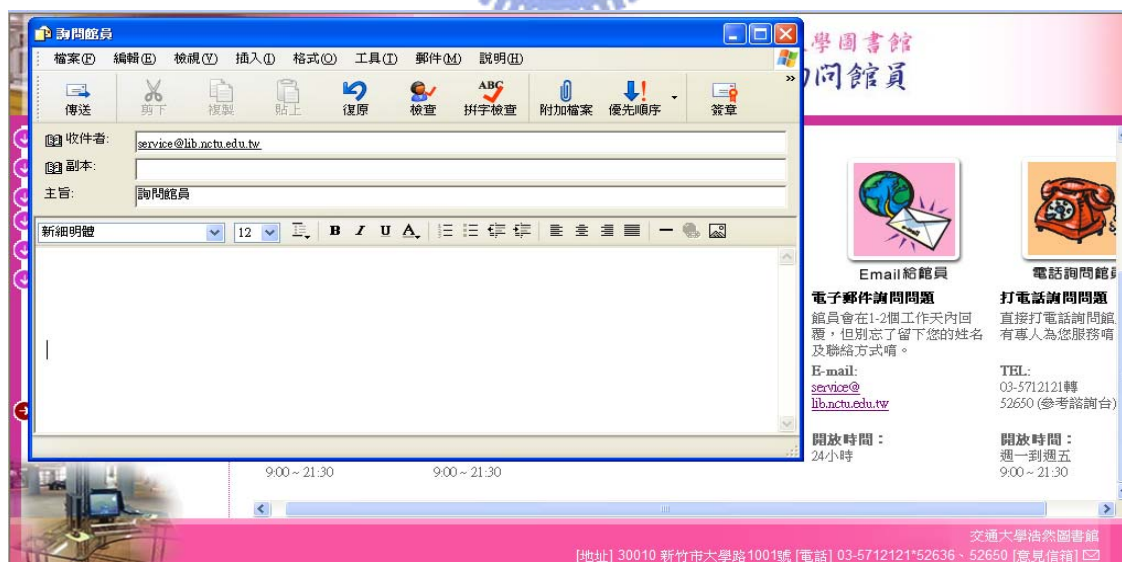 詢問館員
檔案(F) 編輯(E) 檢視(V) 插入(I) 格式(O) 工具(T) 郵件(M) 說明(H)
傳送 剪下 複製 貼上 復原 檢查 拼字檢查 附加檔案 優先順序 簽章 »
收件者: service@lib.nctu.edu.tw
副本:
主旨: 詢問館員
新細明體 12 B I U A
學圖書館
問館員
Email給館員
電子郵件詢問問題
館員會在1-2個工作天內回
覆,但別忘了留下您的姓名
及聯絡方式唷。
E-mail:
service@
lib.nctu.edu.tw
開放時間:
24小時
電話詢問館員
打電話詢問問題
直接打電話詢問館
有專人為您服務唷
TEL:
03-5712121轉
52650 (參考諮詢台)
開放時間:
週一到週五
9:00 ~ 21:30
9:00 ~ 21:30 9:00 ~ 21:30
交通大學浩然圖書館
[地址] 30010 新竹市大學路1001號 [電話] 03-5712121*52636、52650 [意見信箱]